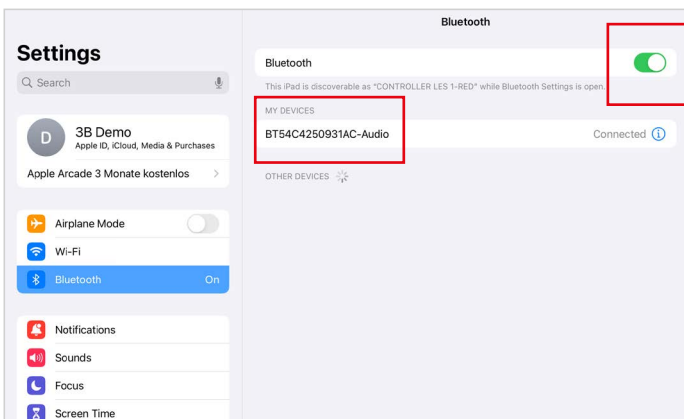 Settings
Search
D
3B Demo
Apple ID, iCloud, Media & Purchases
Apple Arcade 3 Monate kostenlos
Airplane Mode
Wi-Fi
Bluetooth On
Notifications
Sounds
Focus
Screen Time
Bluetooth
Bluetooth
This iPad is discoverable as "CONTROLLER LES 1-RED" while Bluetooth Settings is open.
MY DEVICES
BT54C4250931AC-Audio Connected
OTHER DEVICES